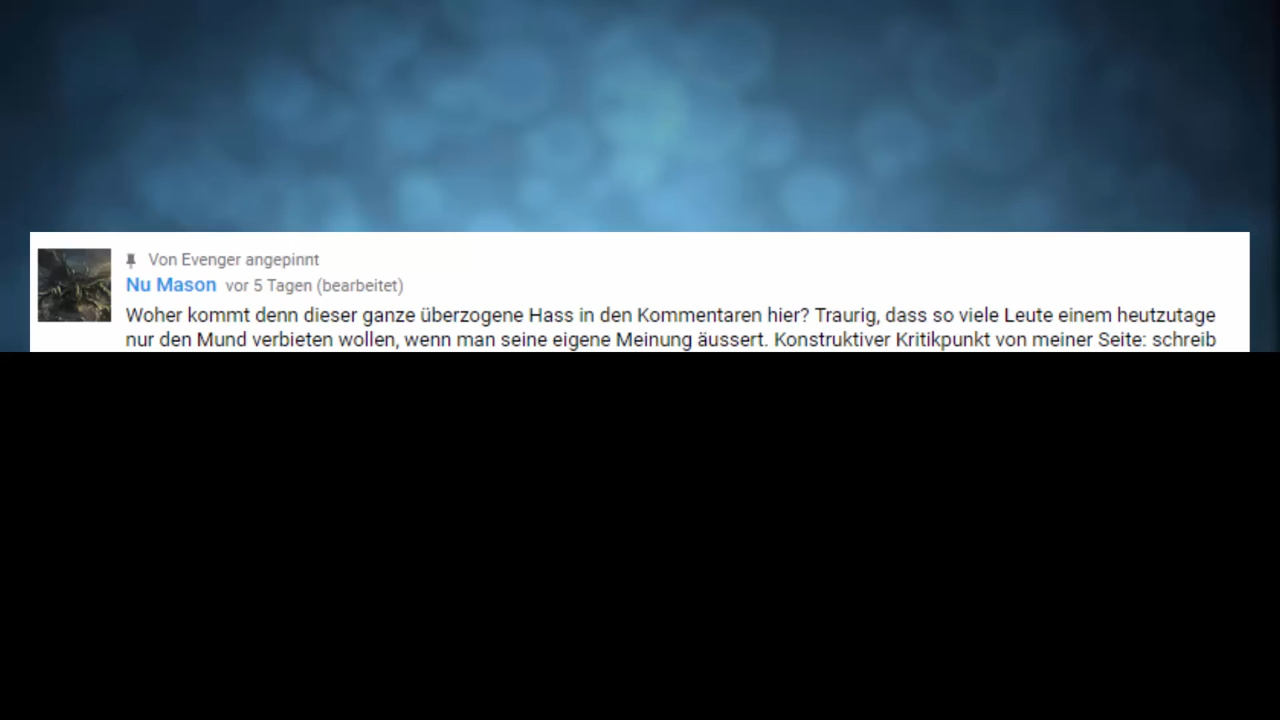 Von Evenger angepinnt
Nu Mason vor 5 Tagen (bearbeitet)
Woher kommt denn dieser ganze überzogene Hass in den Kommentaren hier? Traurig, dass so viele Leute einem heutzutage
nur den Mund verbieten wollen, wenn man seine eigene Meinung äussert. Konstruktiver Kritikpunkt von meiner Seite: schreib